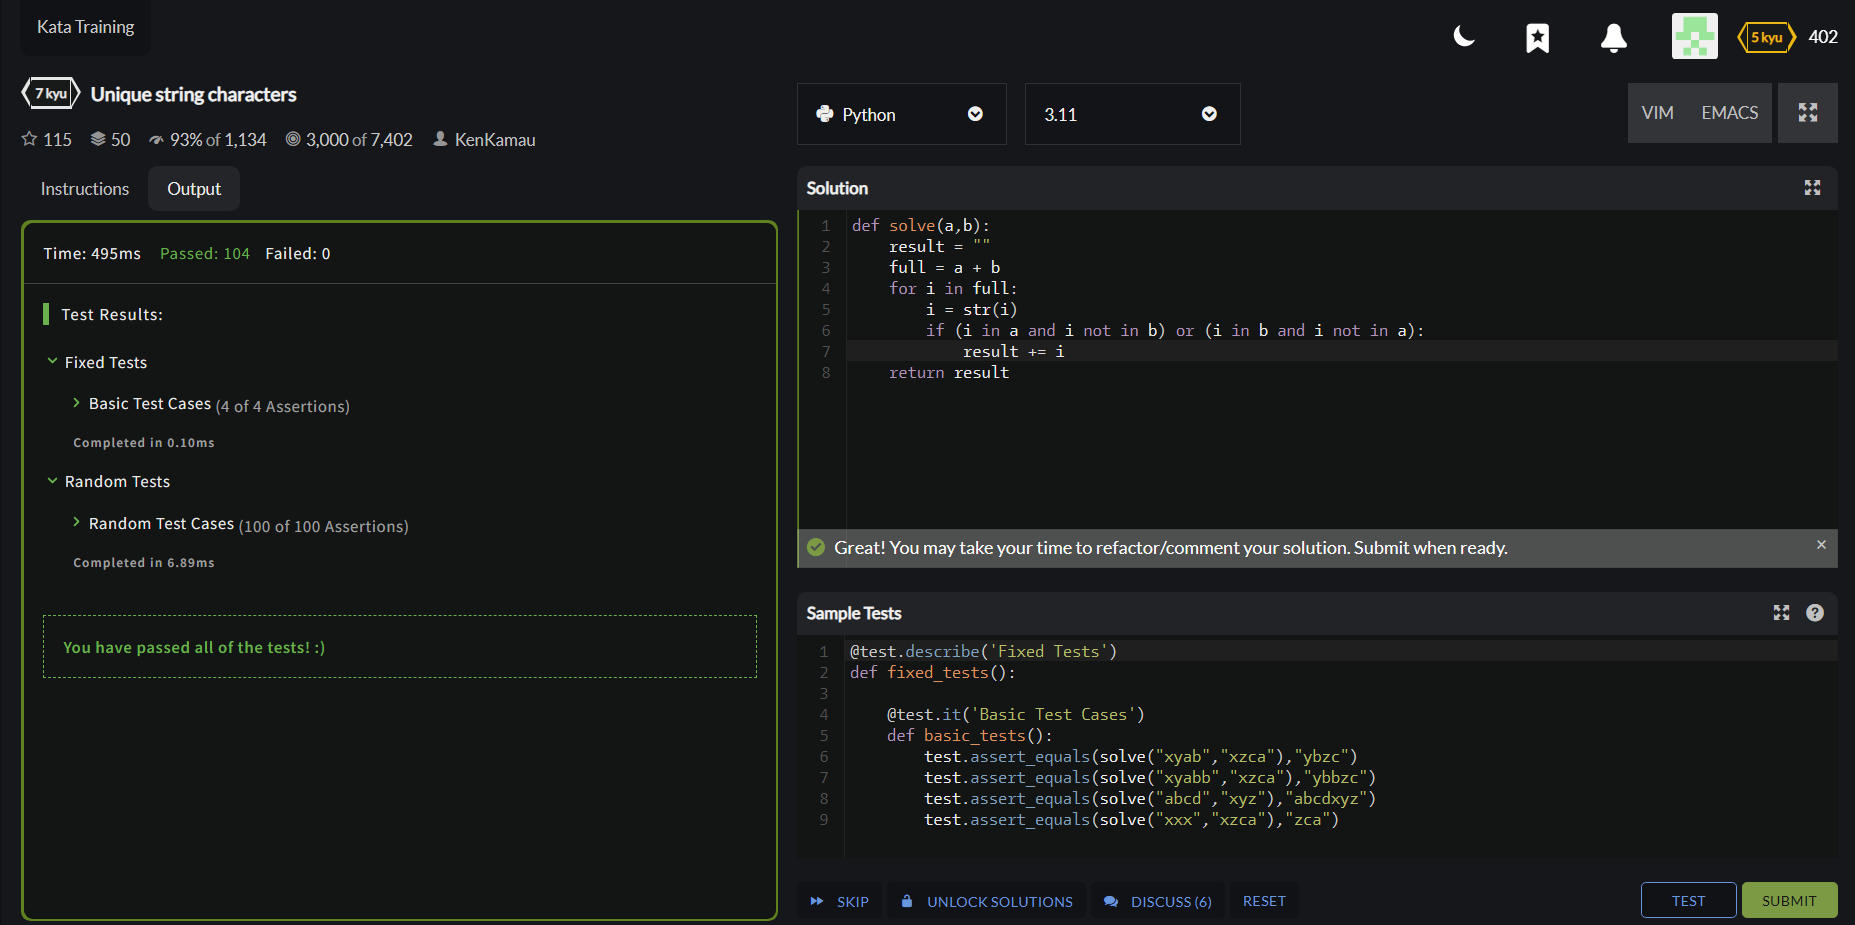 Kata Training
5 kyu 402
7 kyu Unique string characters
115 50 93% of 1,134 3,000 of 7,402 KenKamau
Instructions Output
Time: 495ms Passed: 104 Failed: 0
Test Results:
Fixed Tests
Basic Test Cases (4 of 4 Assertions)
Completed in 0.10ms
Random Tests
Random Test Cases (100 of 100 Assertions)
Completed in 6.89ms
You have passed all of the tests! :)
Python 3.11 VIM EMACS
Solution
1 def solve(a,b):
2     result = ""
3     full = a + b
4     for i in full:
5         i = str(i)
6         if (i in a and i not in b) or (i in b and i not in a):
7             result += i
8     return result
Great! You may take your time to refactor/comment your solution. Submit when ready. ×
Sample Tests ?
1 @test.describe('Fixed Tests')
2 def fixed_tests():
3
4     @test.it('Basic Test Cases')
5     def basic_tests():
6         test.assert_equals(solve("xyab","xzca"),"ybzc")
7         test.assert_equals(solve("xyabb","xzca"),"ybbzc")
8         test.assert_equals(solve("abcd","xyz"),"abcdxyz")
9         test.assert_equals(solve("xxx","xzca"),"zca")
SKIP UNLOCK SOLUTIONS DISCUSS (6) RESET TEST SUBMIT